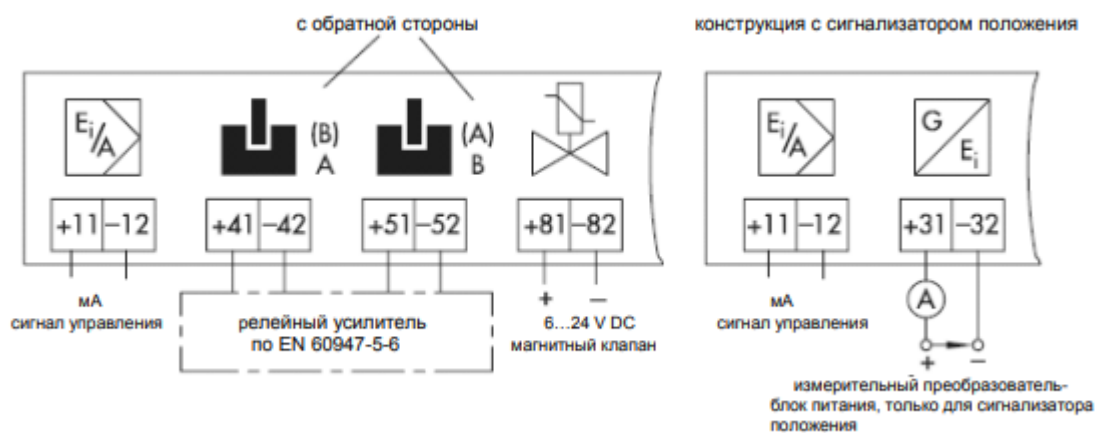 с обратной стороны
конструкция с сигнализатором положения
Ei/A
(B)
A
(A)
B
Ei/A
G
Ei
+11 –12
+41 –42
+51 –52
+81 –82
+11 –12
+31 –32
мА
сигнал управления
релейный усилитель
по EN 60947-5-6
+ –
6...24 V DC
магнитный клапан
мА
сигнал управления
A
+ –
измерительный преобразователь-
блок питания, только для сигнализатора
положения